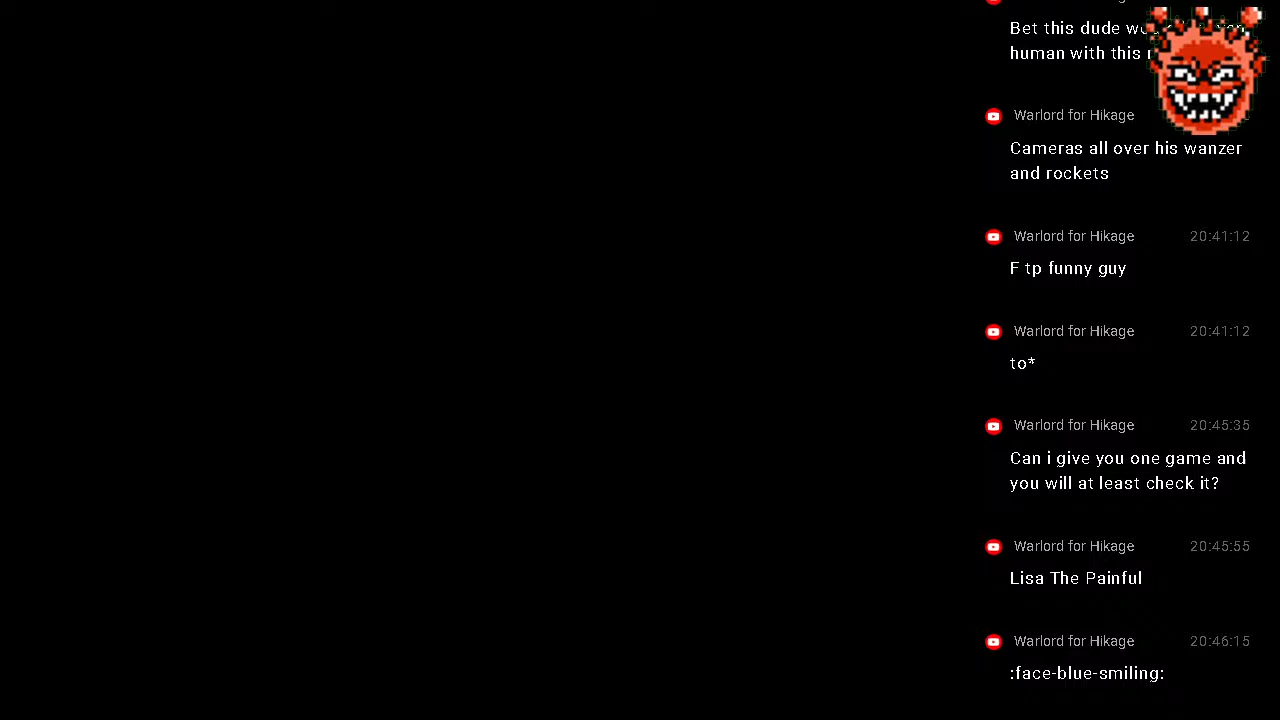 Bet this dude
human with this
Warlord for Hikage
Cameras all over his wanzer
and rockets
Warlord for Hikage 20:41:12
F tp funny guy
Warlord for Hikage 20:41:12
to*
Warlord for Hikage 20:45:35
Can i give you one game and
you will at least check it?
Warlord for Hikage 20:45:55
Lisa The Painful
Warlord for Hikage 20:46:15
:face-blue-smiling: